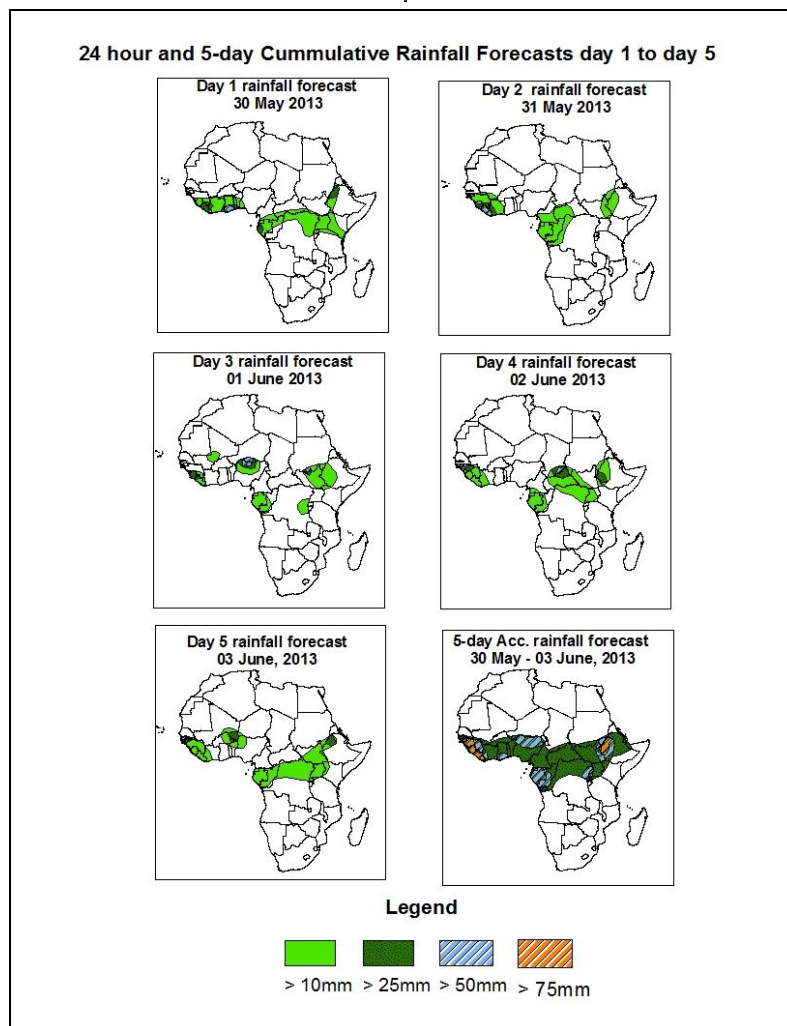 24 hour and 5-day Cummulative Rainfall Forecasts day 1 to day 5
Day 1 rainfall forecast
30 May 2013
Day 2 rainfall forecast
31 May 2013
Day 3 rainfall forecast
01 June 2013
Day 4 rainfall forecast
02 June 2013
Day 5 rainfall forecast
03 June, 2013
5-day Acc. rainfall forecast
30 May - 03 June, 2013
Legend
> 10mm > 25mm > 50mm > 75mm